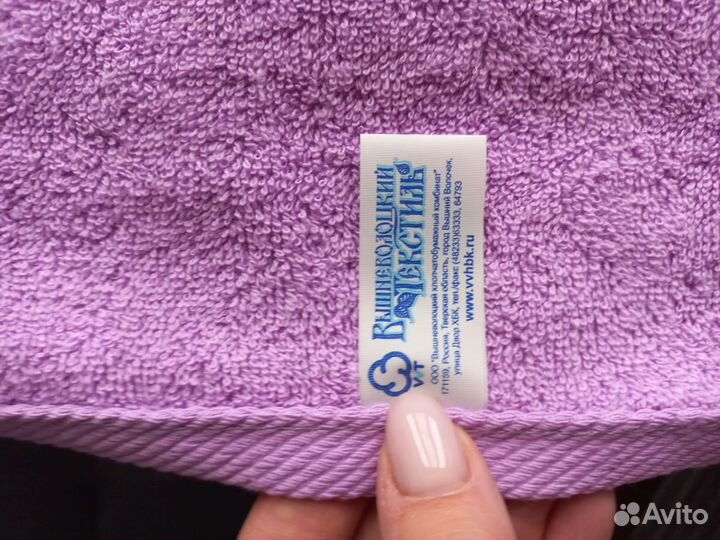 Вышневолоцкий
Текстиль
VVT
ООО "Вышневолоцкий хлопчатобумажный комбинат"
171159, Россия, Тверская область, город Вышний Волочек,
улица Двор ХБК, тел./факс (48233)63333, 64793
www.vvhbk.ru
Avito